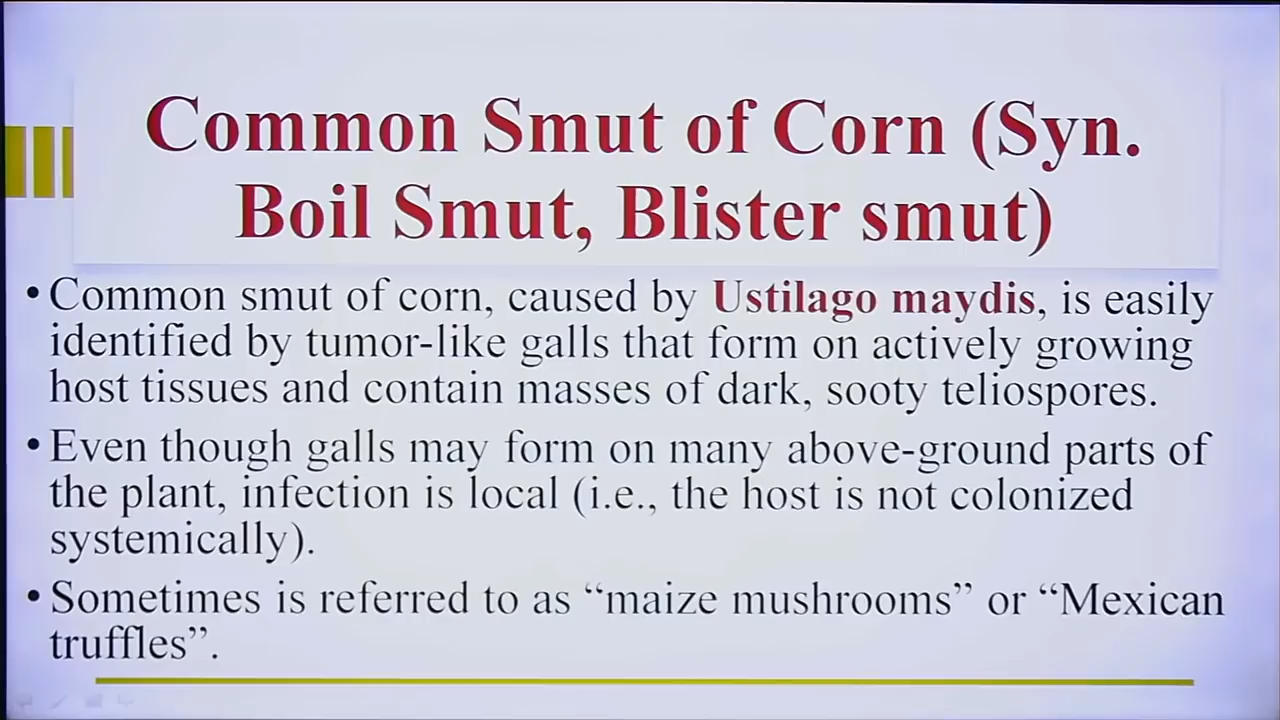 Common Smut of Corn (Syn.
Boil Smut, Blister smut)
•Common smut of corn, caused by Ustilago maydis, is easily
identified by tumor-like galls that form on actively growing
host tissues and contain masses of dark, sooty teliospores.
•Even though galls may form on many above-ground parts of
the plant, infection is local (i.e., the host is not colonized
systemically).
•Sometimes is referred to as “maize mushrooms” or “Mexican
truffles”.